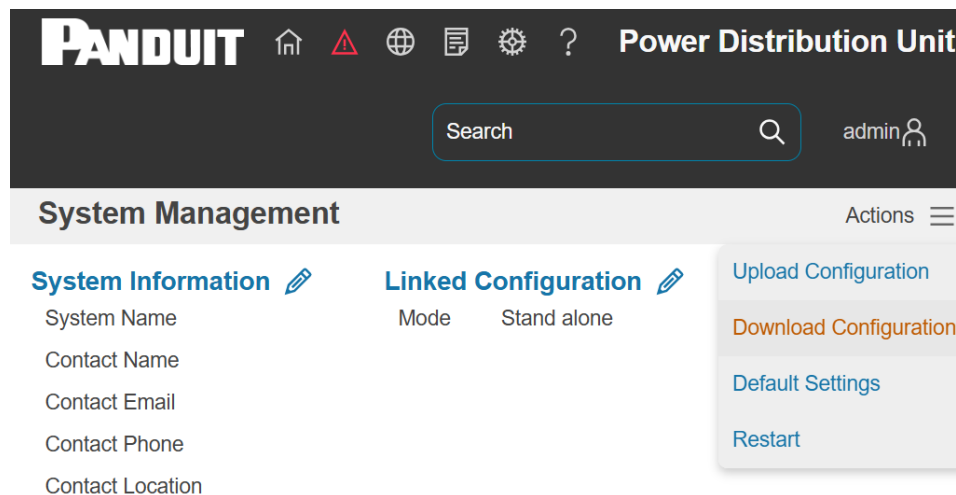 PANDUIT ? Power Distribution Unit
Search admin
System Management Actions
System Information Linked Configuration Upload Configuration
System Name Mode Stand alone Download Configuration
Contact Name Default Settings
Contact Email Restart
Contact Phone
Contact Location